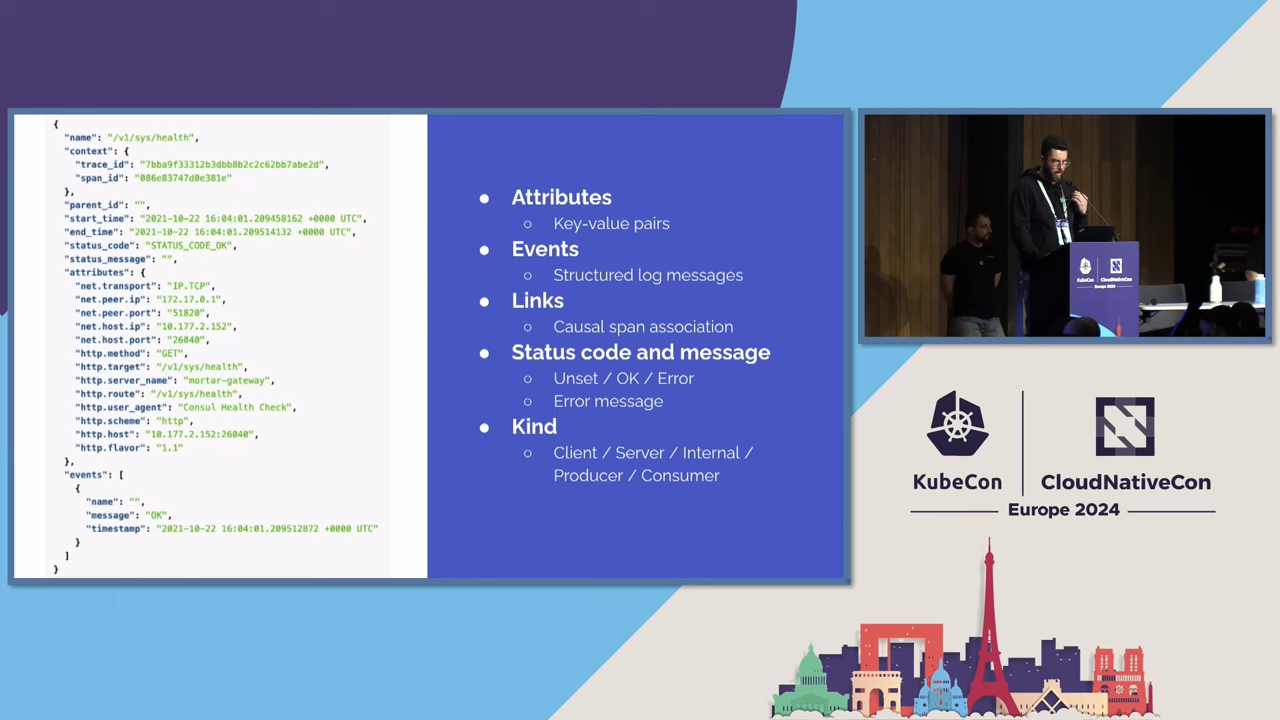 {
"name": "/v1/sys/health",
"context": {
"trace_id": "7bba9f33312b3dbb8b2c2c62bb7abe2d",
"span_id": "086e83747d0e381e"
},
"parent_id": "",
"start_time": "2021-10-22 16:04:01.209458162 +0000 UTC",
"end_time": "2021-10-22 16:04:01.209514132 +0000 UTC",
"status_code": "STATUS_CODE_OK",
"status_message": "",
"attributes": {
"net.transport": "IP.TCP",
"net.peer.ip": "172.17.0.1",
"net.peer.port": "51820",
"net.host.ip": "10.177.2.152",
"net.host.port": "26040",
"http.method": "GET",
"http.target": "/v1/sys/health",
"http.server_name": "mortar-gateway",
"http.route": "/v1/sys/health",
"http.user_agent": "Consul Health Check",
"http.scheme": "http",
"http.host": "10.177.2.152:26040",
"http.flavor": "1.1"
},
"events": [
{
"name": "",
"message": "OK",
"timestamp": "2021-10-22 16:04:01.209512872 +0000 UTC"
}
]
}
● Attributes
○ Key-value pairs
● Events
○ Structured log messages
● Links
○ Causal span association
● Status code and message
○ Unset / OK / Error
○ Error message
● Kind
○ Client / Server / Internal /
Producer / Consumer
KubeCon CloudNativeCon
Europe 2024
KubeCon CloudNativeCon
Europe 2024